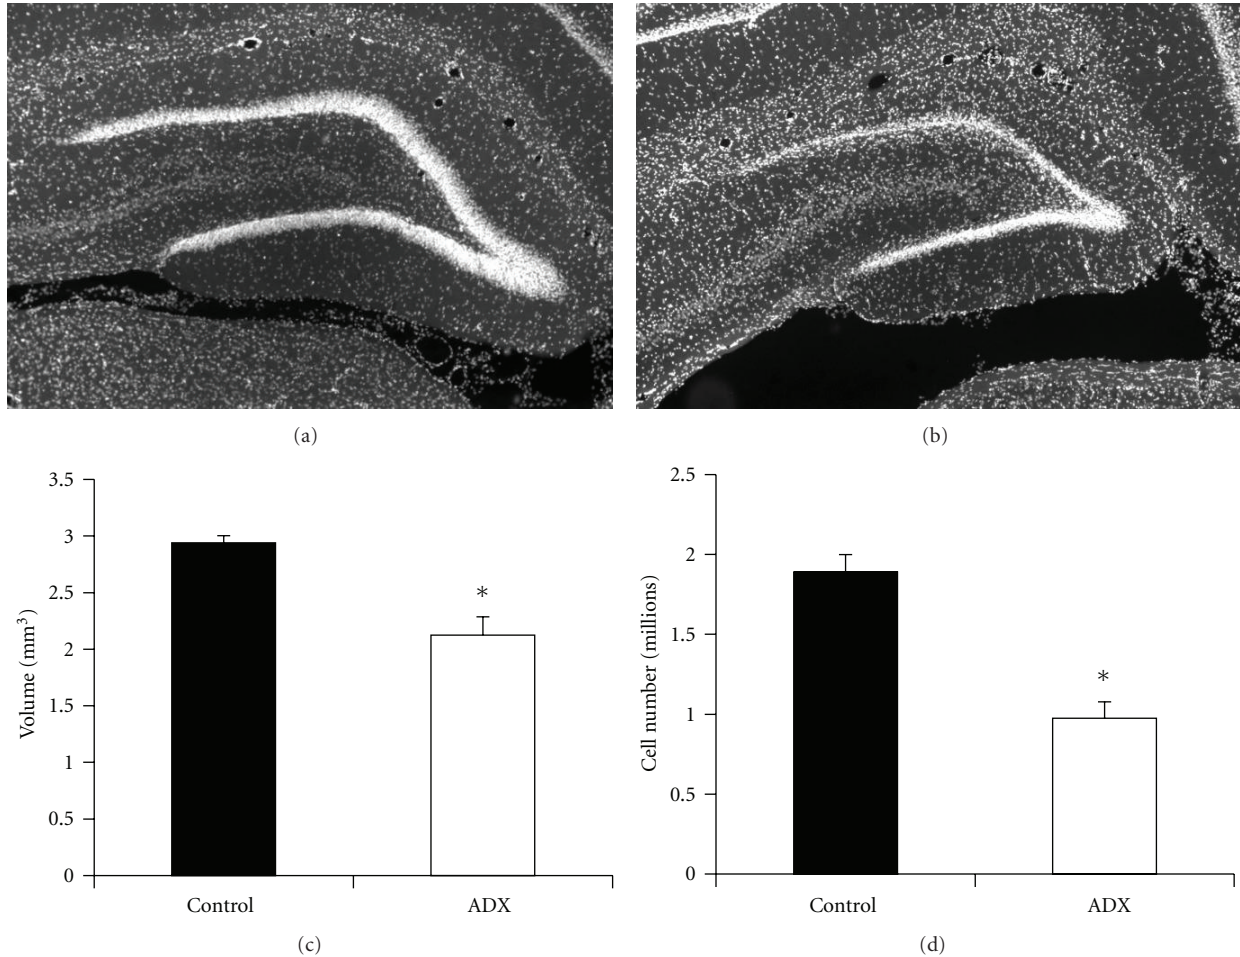 (a)
(b)
3.5
3
2.5
2
1.5
1
0.5
0
Volume (mm³)
*
Control
ADX
(c)
2.5
2
1.5
1
0.5
0
Cell number (millions)
*
Control
ADX
(d)